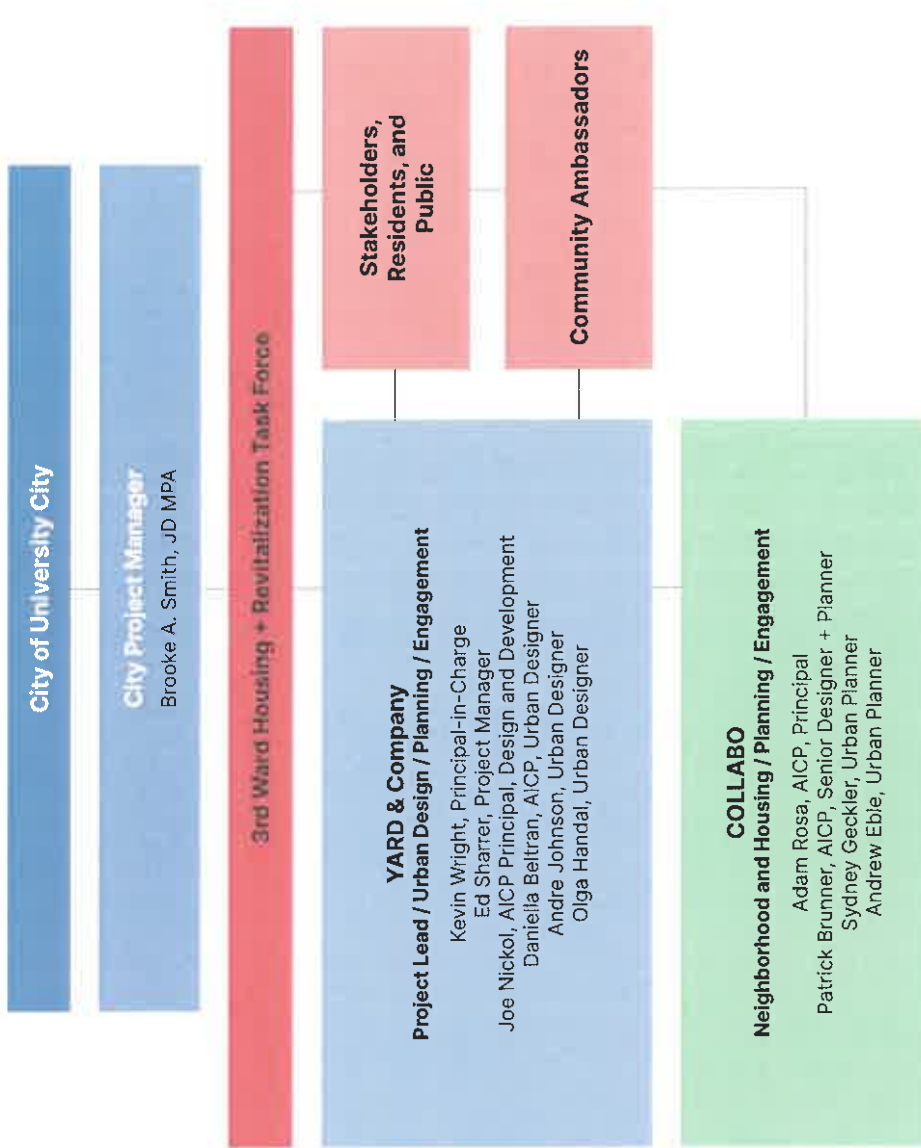 City of University City
City Project Manager
Brooke A. Smith, JD MPA
3rd Ward Housing + Revitalization Task Force
YARD & Company
Project Lead / Urban Design / Planning / Engagement
Kevin Wright, Principal-in-Charge
Ed Sharrer, Project Manager
Joe Nickol, AICP Principal, Design and Development
Daniella Beltran, AICP, Urban Designer
Andre Johnson, Urban Designer
Olga Handal, Urban Designer
Stakeholders,
Residents, and
Public
Community Ambassadors
COLLABO
Neighborhood and Housing / Planning / Engagement
Adam Rosa, AICP, Principal
Patrick Brunner, AICP, Senior Designer + Planner
Sydney Geckler, Urban Planner
Andrew Eble, Urban Planner